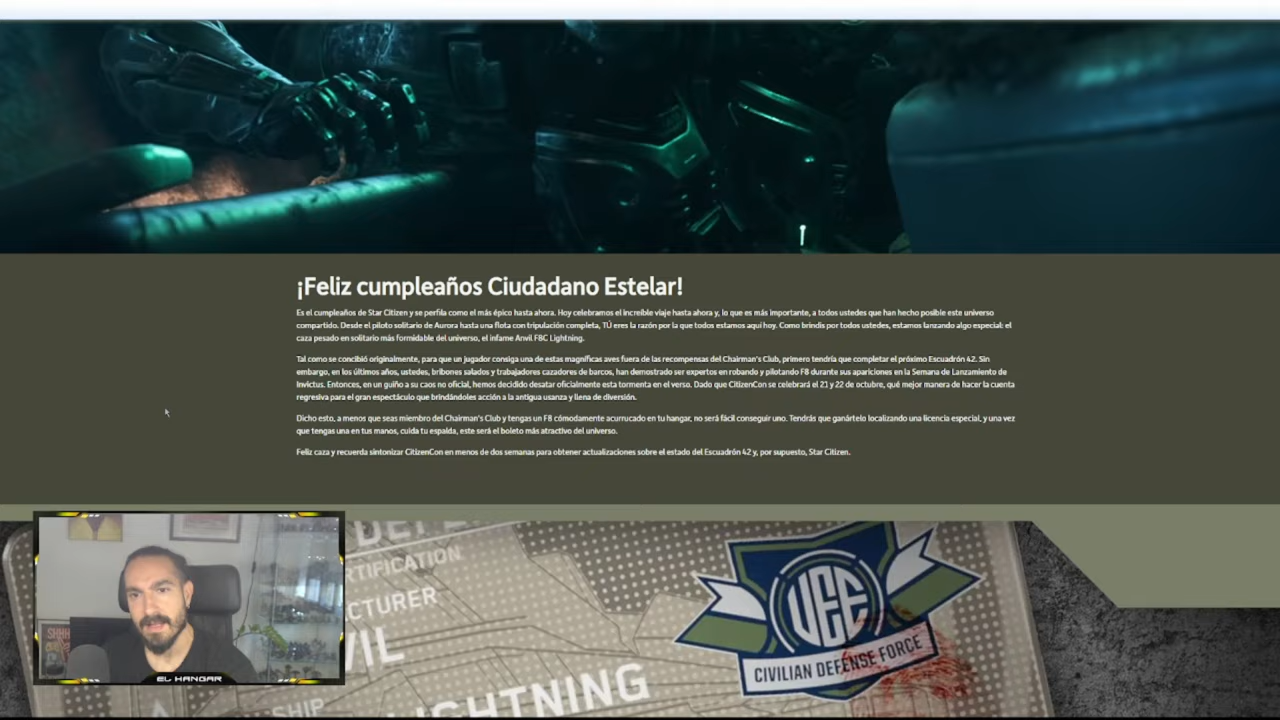 ¡Feliz cumpleaños Ciudadano Estelar!
Es el cumpleaños de Star Citizen y se perfila como el más épico hasta ahora. Hoy celebramos el increíble viaje hasta ahora y, lo que es más importante, a todos ustedes que han hecho posible este universo
compartido. Desde el piloto solitario de Aurora hasta una flota con tripulación completa, TÚ eres la razón por la que todos estamos aquí hoy. Como brindis por todos ustedes, estamos lanzando algo especial: el
caza pesado en solitario más formidable del universo, el infame Anvil F8C Lightning.
Tal como se concibió originalmente, para que un jugador consiga una de estas magníficas aves fuera de las recompensas del Chairman's Club, primero tendría que completar el próximo Escuadrón 42. Sin
embargo, en los últimos años, ustedes, bribones salados y trabajadores cazadores de barcos, han demostrado ser expertos en robando y pilotando F8 durante sus apariciones en la Semana de Lanzamiento de
Invictus. Entonces, en un guiño a su caos no oficial, hemos decidido desatar oficialmente esta tormenta en el verso. Dado que CitizenCon se celebrará el 21 y 22 de octubre, qué mejor manera de hacer la cuenta
regresiva para el gran espectáculo que brindándoles acción a la antigua usanza y llena de diversión.
Dicho esto, a menos que seas miembro del Chairman's Club y tengas un F8 cómodamente acurrucado en tu hangar, no será fácil conseguir uno. Tendrás que ganártelo localizando una licencia especial, y una vez
que tengas una en tus manos, cuida tu espalda, este será el boleto más atractivo del universo.
Feliz caza y recuerda sintonizar CitizenCon en menos de dos semanas para obtener actualizaciones sobre el estado del Escuadrón 42 y, por supuesto, Star Citizen.
RTIFICATION
CTURER
VIL
SHIP
LIGHTNING
UEE
CIVILIAN DEFENSE FORCE
SHHH
EL HANGAR